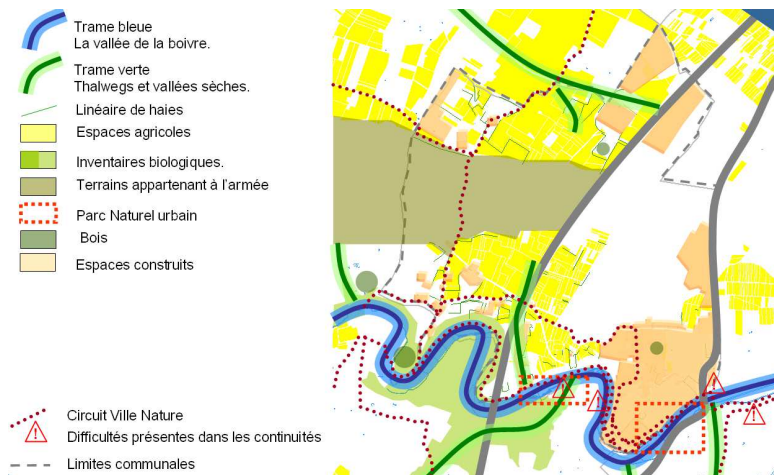 Trame bleue
La vallée de la boivre.
Trame verte
Thalwegs et vallées sèches.
Linéaire de haies
Espaces agricoles
Inventaires biologiques.
Terrains appartenant à l'armée
Parc Naturel urbain
Bois
Espaces construits
Circuit Ville Nature
Difficultés présentes dans les continuités
Limites communales